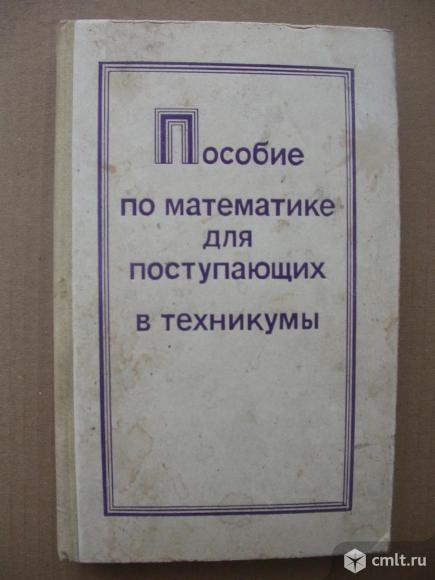 Пособие
по математике
для
поступающих
в техникумы
cmlt.ru